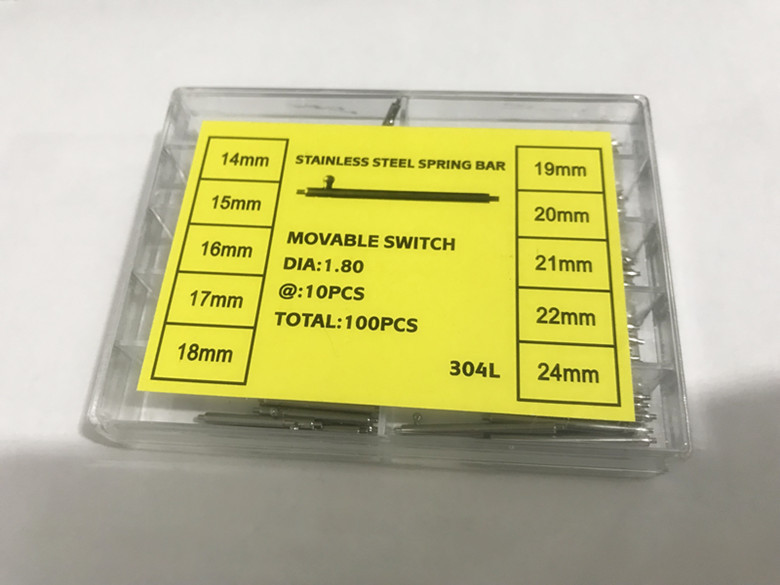 14mm
15mm
16mm
17mm
18mm
STAINLESS STEEL SPRING BAR
MOVABLE SWITCH
DIA:1.80
@:10PCS
TOTAL:100PCS
304L
19mm
20mm
21mm
22mm
24mm